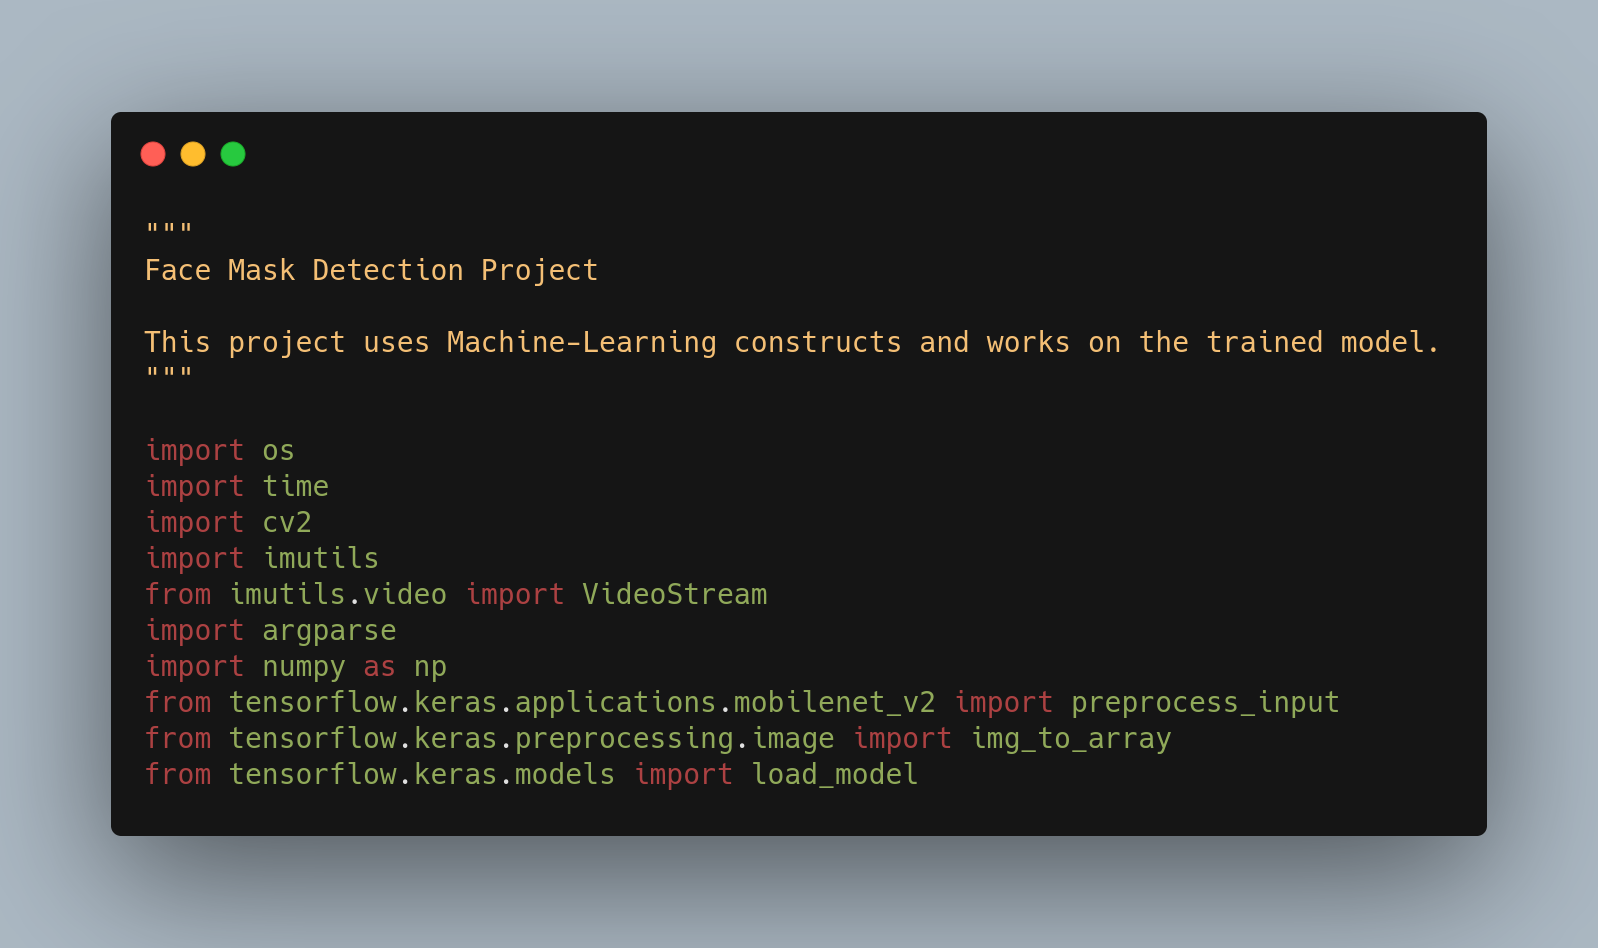 """
Face Mask Detection Project

This project uses Machine-Learning constructs and works on the trained model.
"""

import os
import time
import cv2
import imutils
from imutils.video import VideoStream
import argparse
import numpy as np
from tensorflow.keras.applications.mobilenet_v2 import preprocess_input
from tensorflow.keras.preprocessing.image import img_to_array
from tensorflow.keras.models import load_model